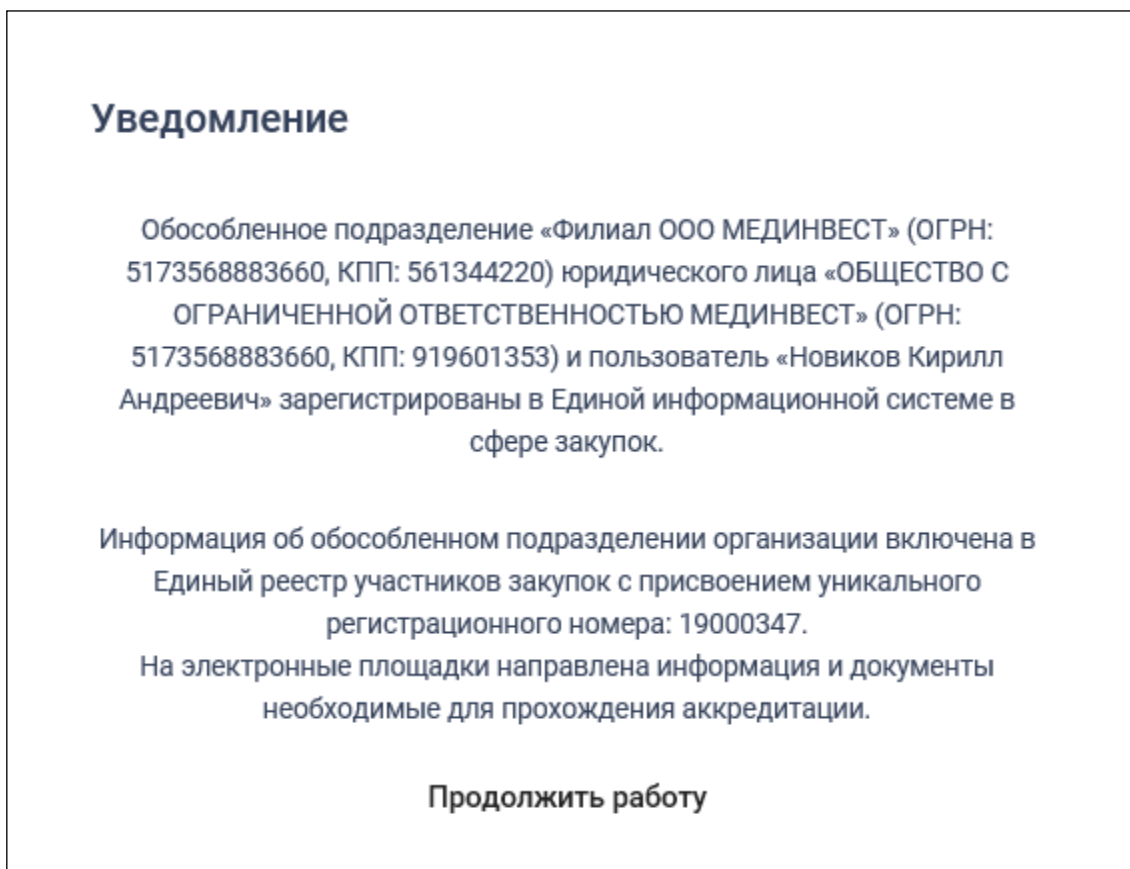 Уведомление
Обособленное подразделение «Филиал ООО МЕДИНВЕСТ» (ОГРН:
5173568883660, КПП: 561344220) юридического лица «ОБЩЕСТВО С
ОГРАНИЧЕННОЙ ОТВЕТСТВЕННОСТЬЮ МЕДИНВЕСТ» (ОГРН:
5173568883660, КПП: 919601353) и пользователь «Новиков Кирилл
Андреевич» зарегистрированы в Единой информационной системе в
сфере закупок.
Информация об обособленном подразделении организации включена в
Единый реестр участников закупок с присвоением уникального
регистрационного номера: 19000347.
На электронные площадки направлена информация и документы
необходимые для прохождения аккредитации.
Продолжить работу